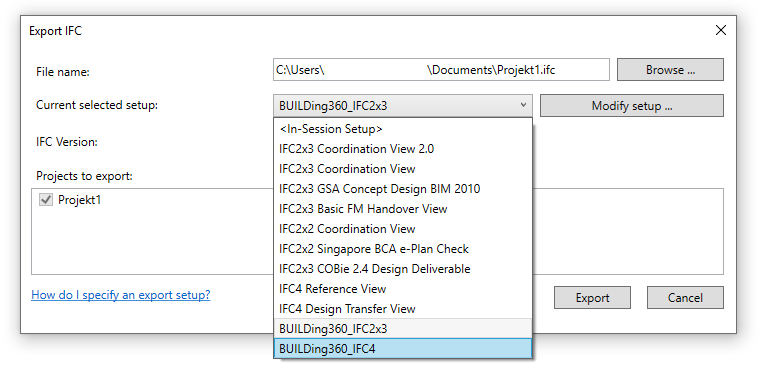 Export IFC
File name: C:\Users\ \Documents\Projekt1.ifc Browse ...
Current selected setup: BUILDing360_IFC2x3 Modify setup ...
<In-Session Setup>
IFC2x3 Coordination View 2.0
IFC Version:
IFC2x3 Coordination View
Projects to export:
IFC2x3 GSA Concept Design BIM 2010
Projekt1
IFC2x3 Basic FM Handover View
IFC2x2 Coordination View
IFC2x2 Singapore BCA e-Plan Check
IFC2x3 COBie 2.4 Design Deliverable
IFC4 Reference View
IFC4 Design Transfer View
BUILDing360_IFC2x3
BUILDing360_IFC4
How do I specify an export setup?
Export
Cancel